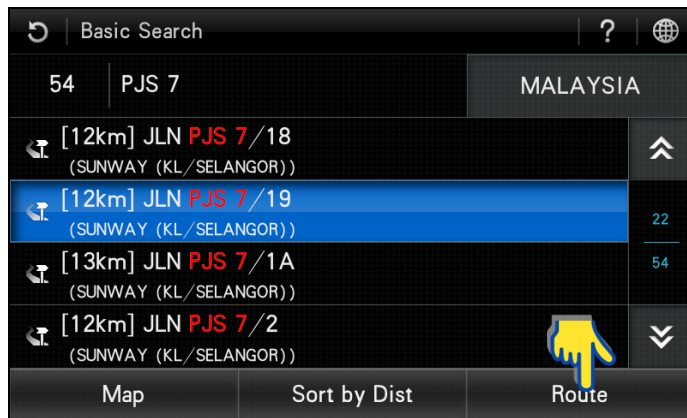 Basic Search ?
54 PJS 7 MALAYSIA
[12km] JLN PJS 7/18
(SUNWAY (KL/SELANGOR))
[12km] JLN PJS 7/19
(SUNWAY (KL/SELANGOR))
22
54
[13km] JLN PJS 7/1A
(SUNWAY (KL/SELANGOR))
[12km] JLN PJS 7/2
(SUNWAY (KL/SELANGOR))
Map Sort by Dist Route